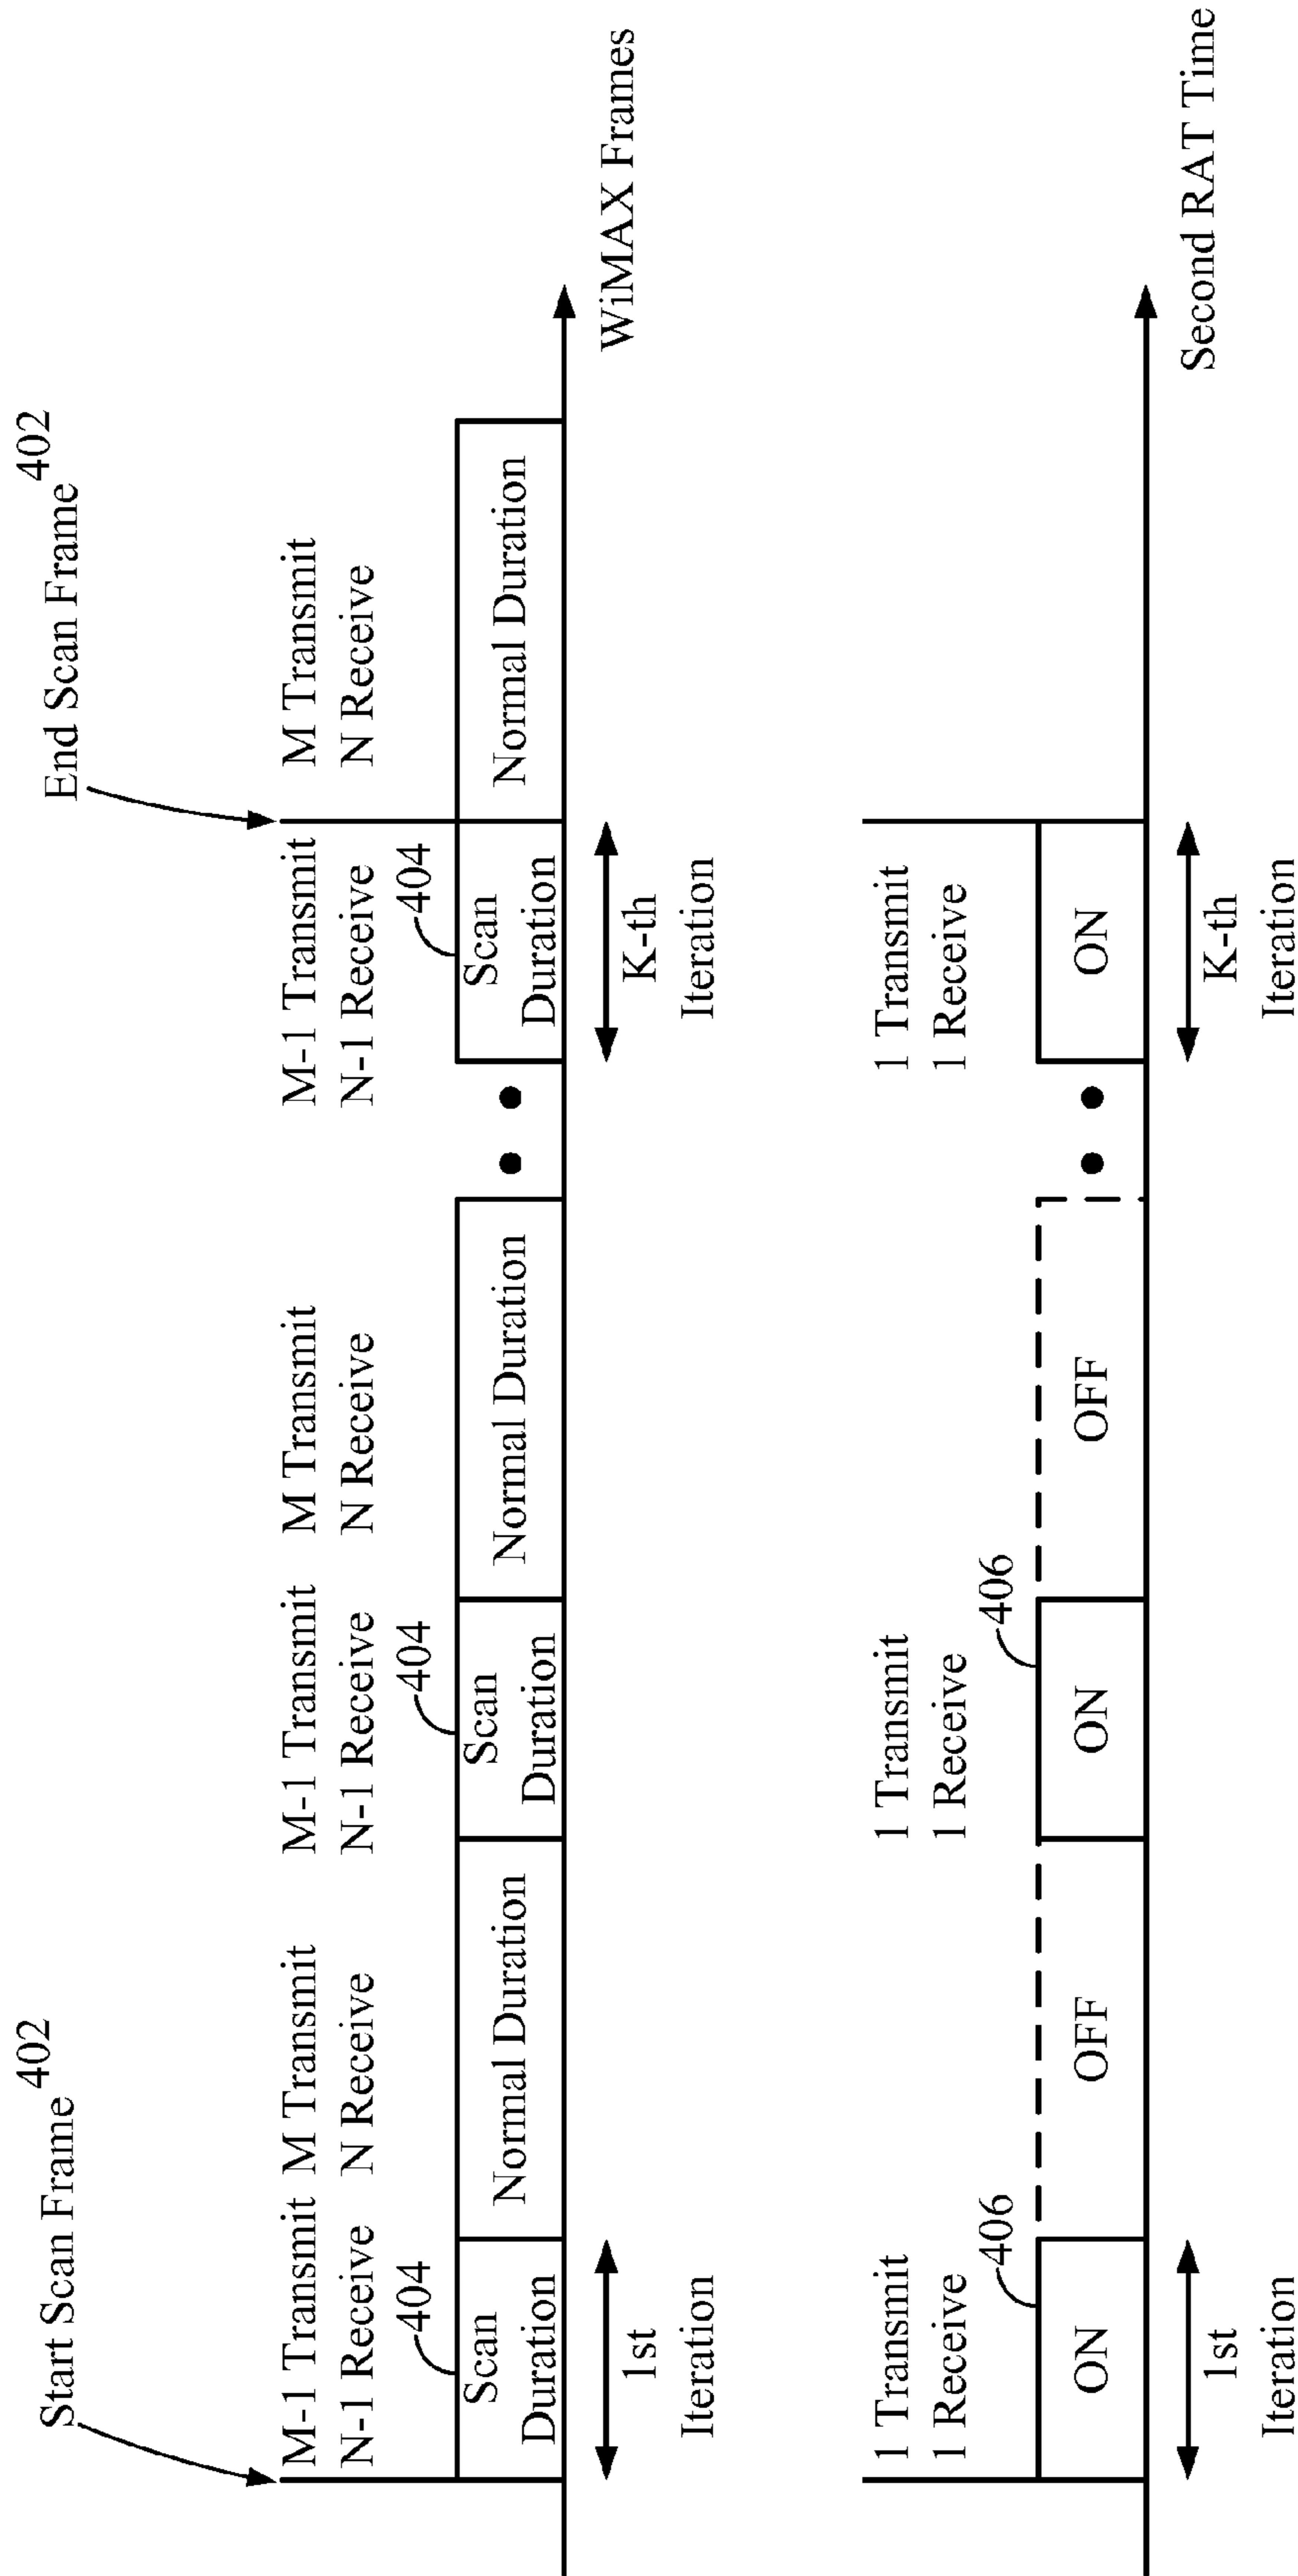 Start Scan Frame
402
End Scan Frame
402
M-1 Transmit
N-1 Receive
M Transmit
N Receive
M-1 Transmit
N-1 Receive
M Transmit
N Receive
M-1 Transmit
N-1 Receive
M Transmit
N Receive
404
404
404
Scan
Duration
Normal Duration
Scan
Duration
Normal Duration
Scan
Duration
Normal Duration
WiMAX Frames
1st
Iteration
K-th
Iteration
1 Transmit
1 Receive
1 Transmit
1 Receive
1 Transmit
1 Receive
406
406
ON
OFF
ON
OFF
ON
Second RAT Time
1st
Iteration
K-th
Iteration